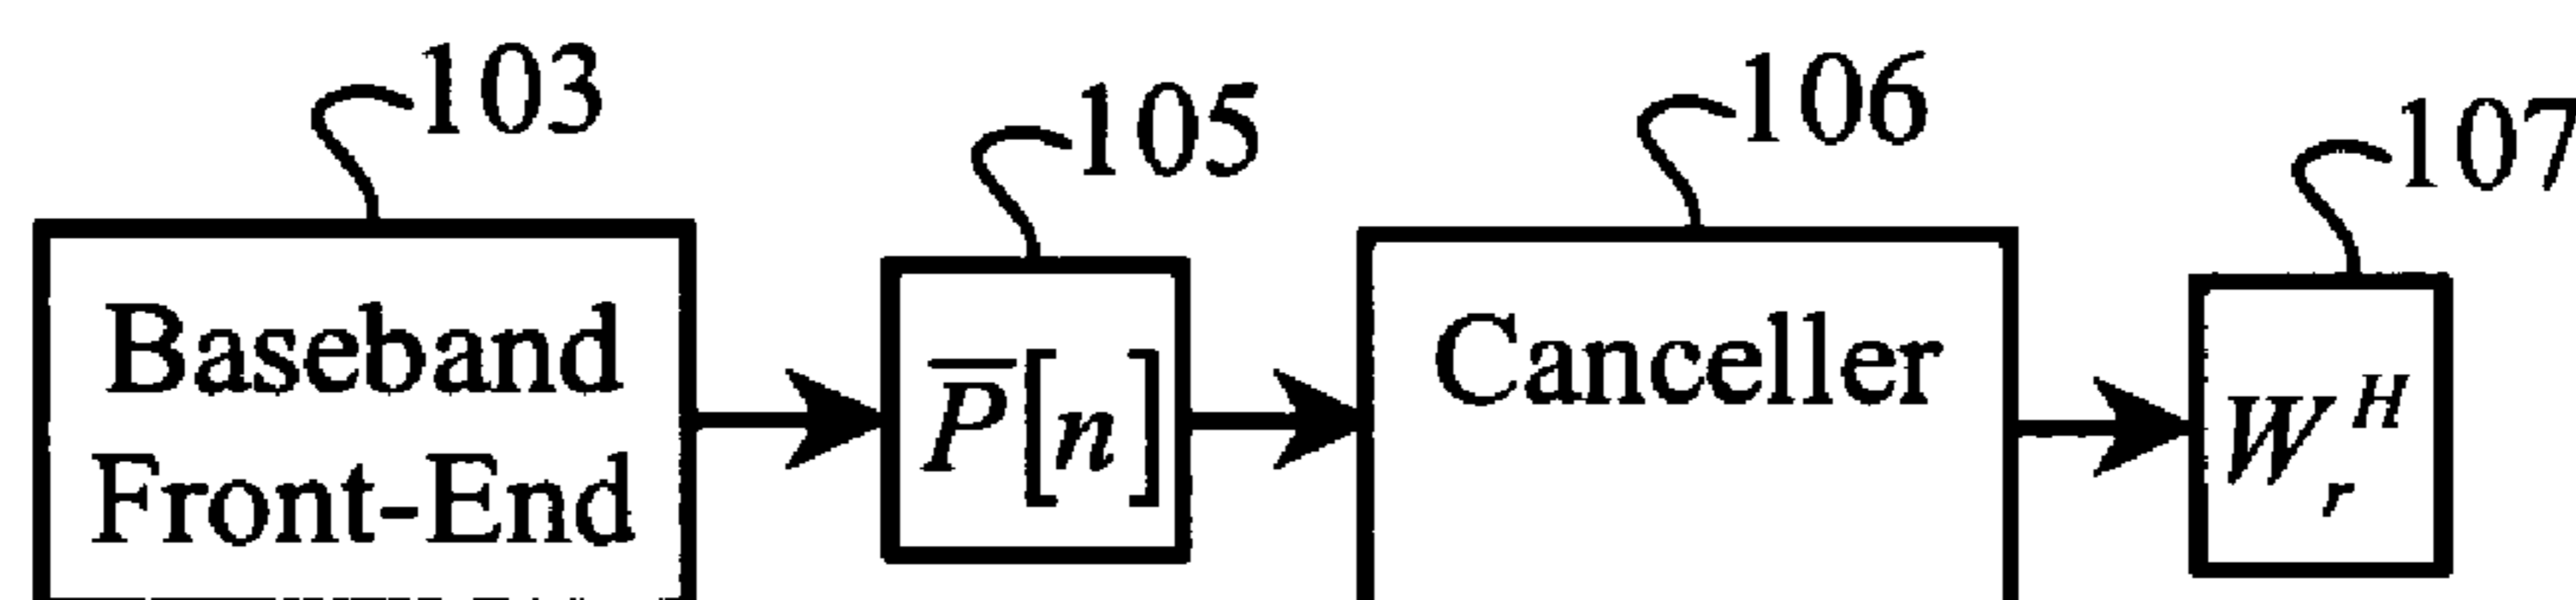 103
105
106
107
Baseband
Front-End
P̅[n]
Canceller
W_r^H